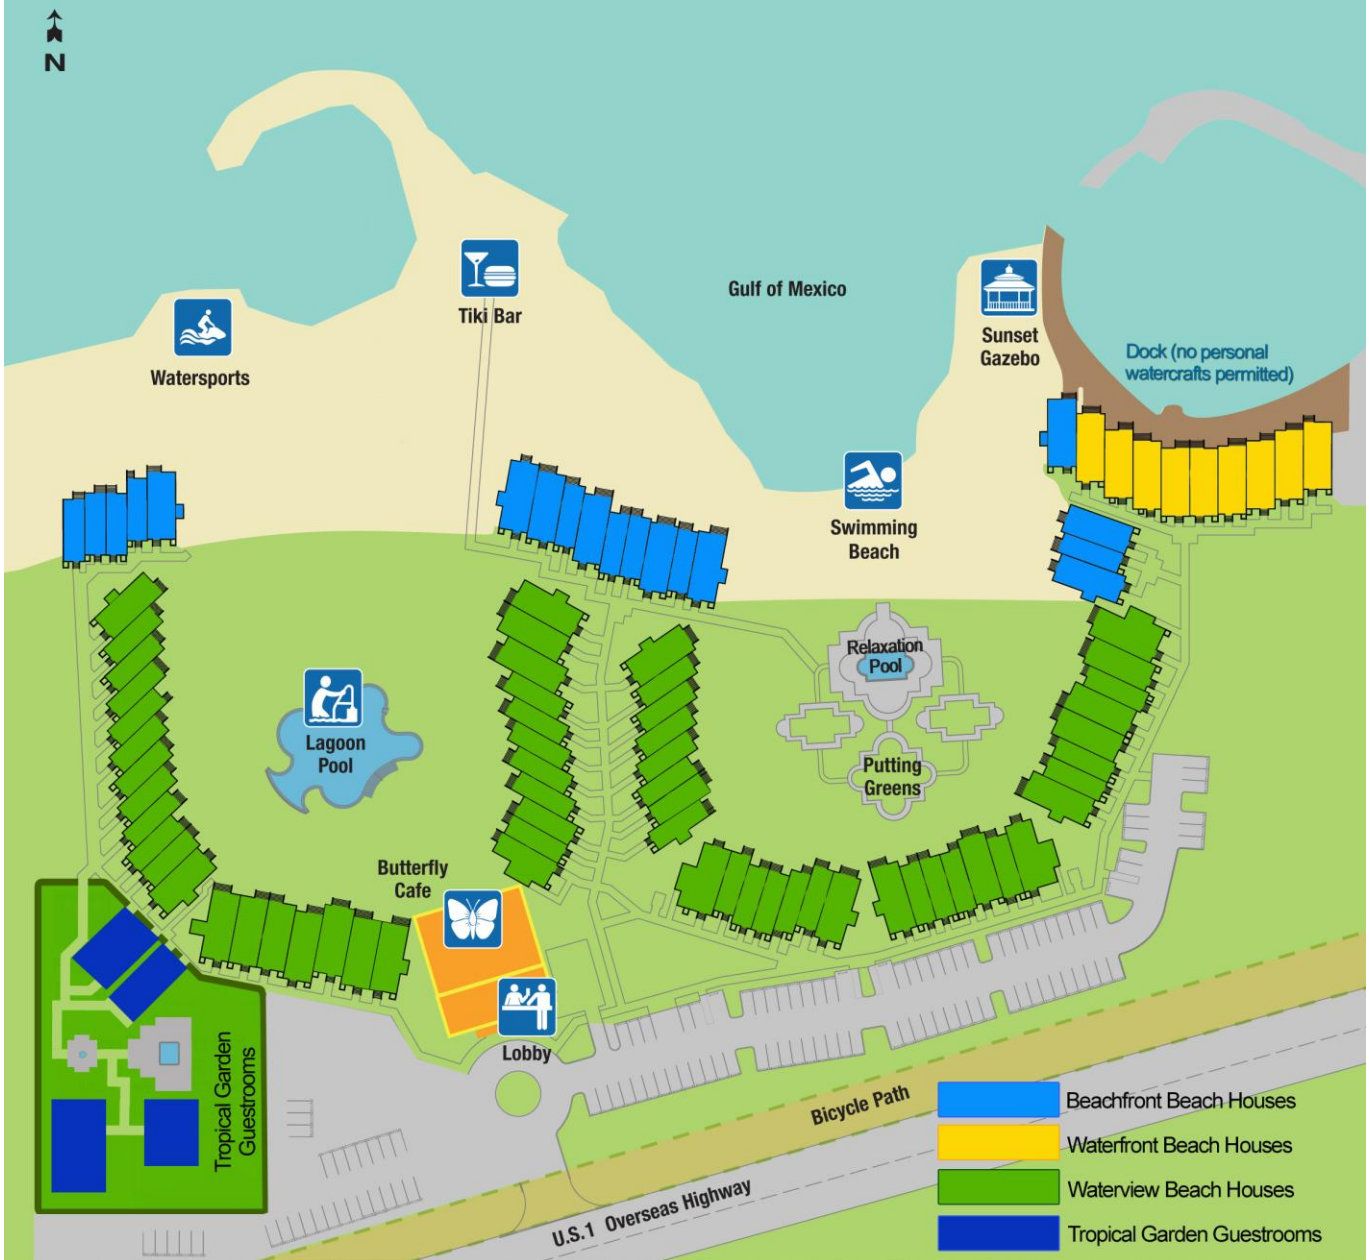 N
Gulf of Mexico
Tiki Bar
Watersports
Sunset
Gazebo
Dock (no personal
watercrafts permitted)
Swimming
Beach
Relaxation
Pool
Lagoon
Pool
Putting
Greens
Butterfly
Cafe
Lobby
Tropical Garden
Guestrooms
Bicycle Path
U.S.1 Overseas Highway
Beachfront Beach Houses
Waterfront Beach Houses
Waterview Beach Houses
Tropical Garden Guestrooms